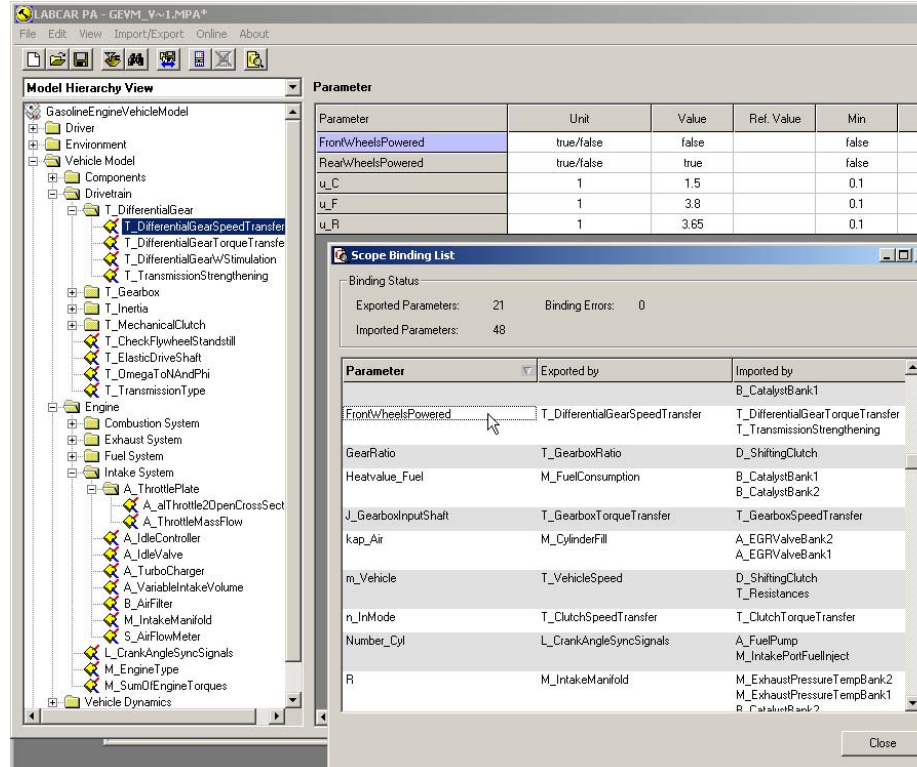 LABCAR PA - GEVM_V~1.MPA*
File Edit View Import/Export Online About
Model Hierarchy View
GasolineEngineVehicleModel
Driver
Environment
Vehicle Model
Components
Drivetrain
T_DifferentialGear
T_DifferentialGearSpeedTransfer
T_DifferentialGearTorqueTransfe
T_DifferentialGearWStimulation
T_TransmissionStrengthening
T_Gearbox
T_Inertia
T_MechanicalClutch
T_CheckFlywheelStandstill
T_ElasticDriveShaft
T_OmegaToNAndPhi
T_TransmissionType
Engine
Combustion System
Exhaust System
Fuel System
Intake System
A_ThrottlePlate
A_alThrottle2OpenCrossSect
A_ThrottleMassFlow
A_IdleController
A_IdleValve
A_TurboCharger
A_VariableIntakeVolume
B_AirFilter
M_IntakeManifold
S_AirFlowMeter
L_CrankAngleSyncSignals
M_EngineType
M_SumOfEngineTorques
Vehicle Dynamics
Parameter
Parameter Unit Value Ref. Value Min
FrontWheelsPowered true/false false false
RearWheelsPowered true/false true false
u_C 1 1.5 0.1
u_F 1 3.8 0.1
u_R 1 3.65 0.1
Scope Binding List
Binding Status
Exported Parameters: 21 Binding Errors: 0
Imported Parameters: 48
Parameter Exported by Imported by
B_CatalystBank1
FrontWheelsPowered T_DifferentialGearSpeedTransfer T_DifferentialGearTorqueTransfer
T_TransmissionStrengthening
GearRatio T_GearboxRatio D_ShiftingClutch
Heatvalue_Fuel M_FuelConsumption B_CatalystBank1
B_CatalystBank2
J_GearboxInputShaft T_GearboxTorqueTransfer T_GearboxSpeedTransfer
kap_Air M_CylinderFill A_EGRValveBank2
A_EGRValveBank1
m_Vehicle T_VehicleSpeed D_ShiftingClutch
T_Resistances
n_InMode T_ClutchSpeedTransfer T_ClutchTorqueTransfer
Number_Cyl L_CrankAngleSyncSignals A_FuelPump
M_IntakePortFuelInject
R M_IntakeManifold M_ExhaustPressureTempBank2
M_ExhaustPressureTempBank1
B_CatalystBank2
Close